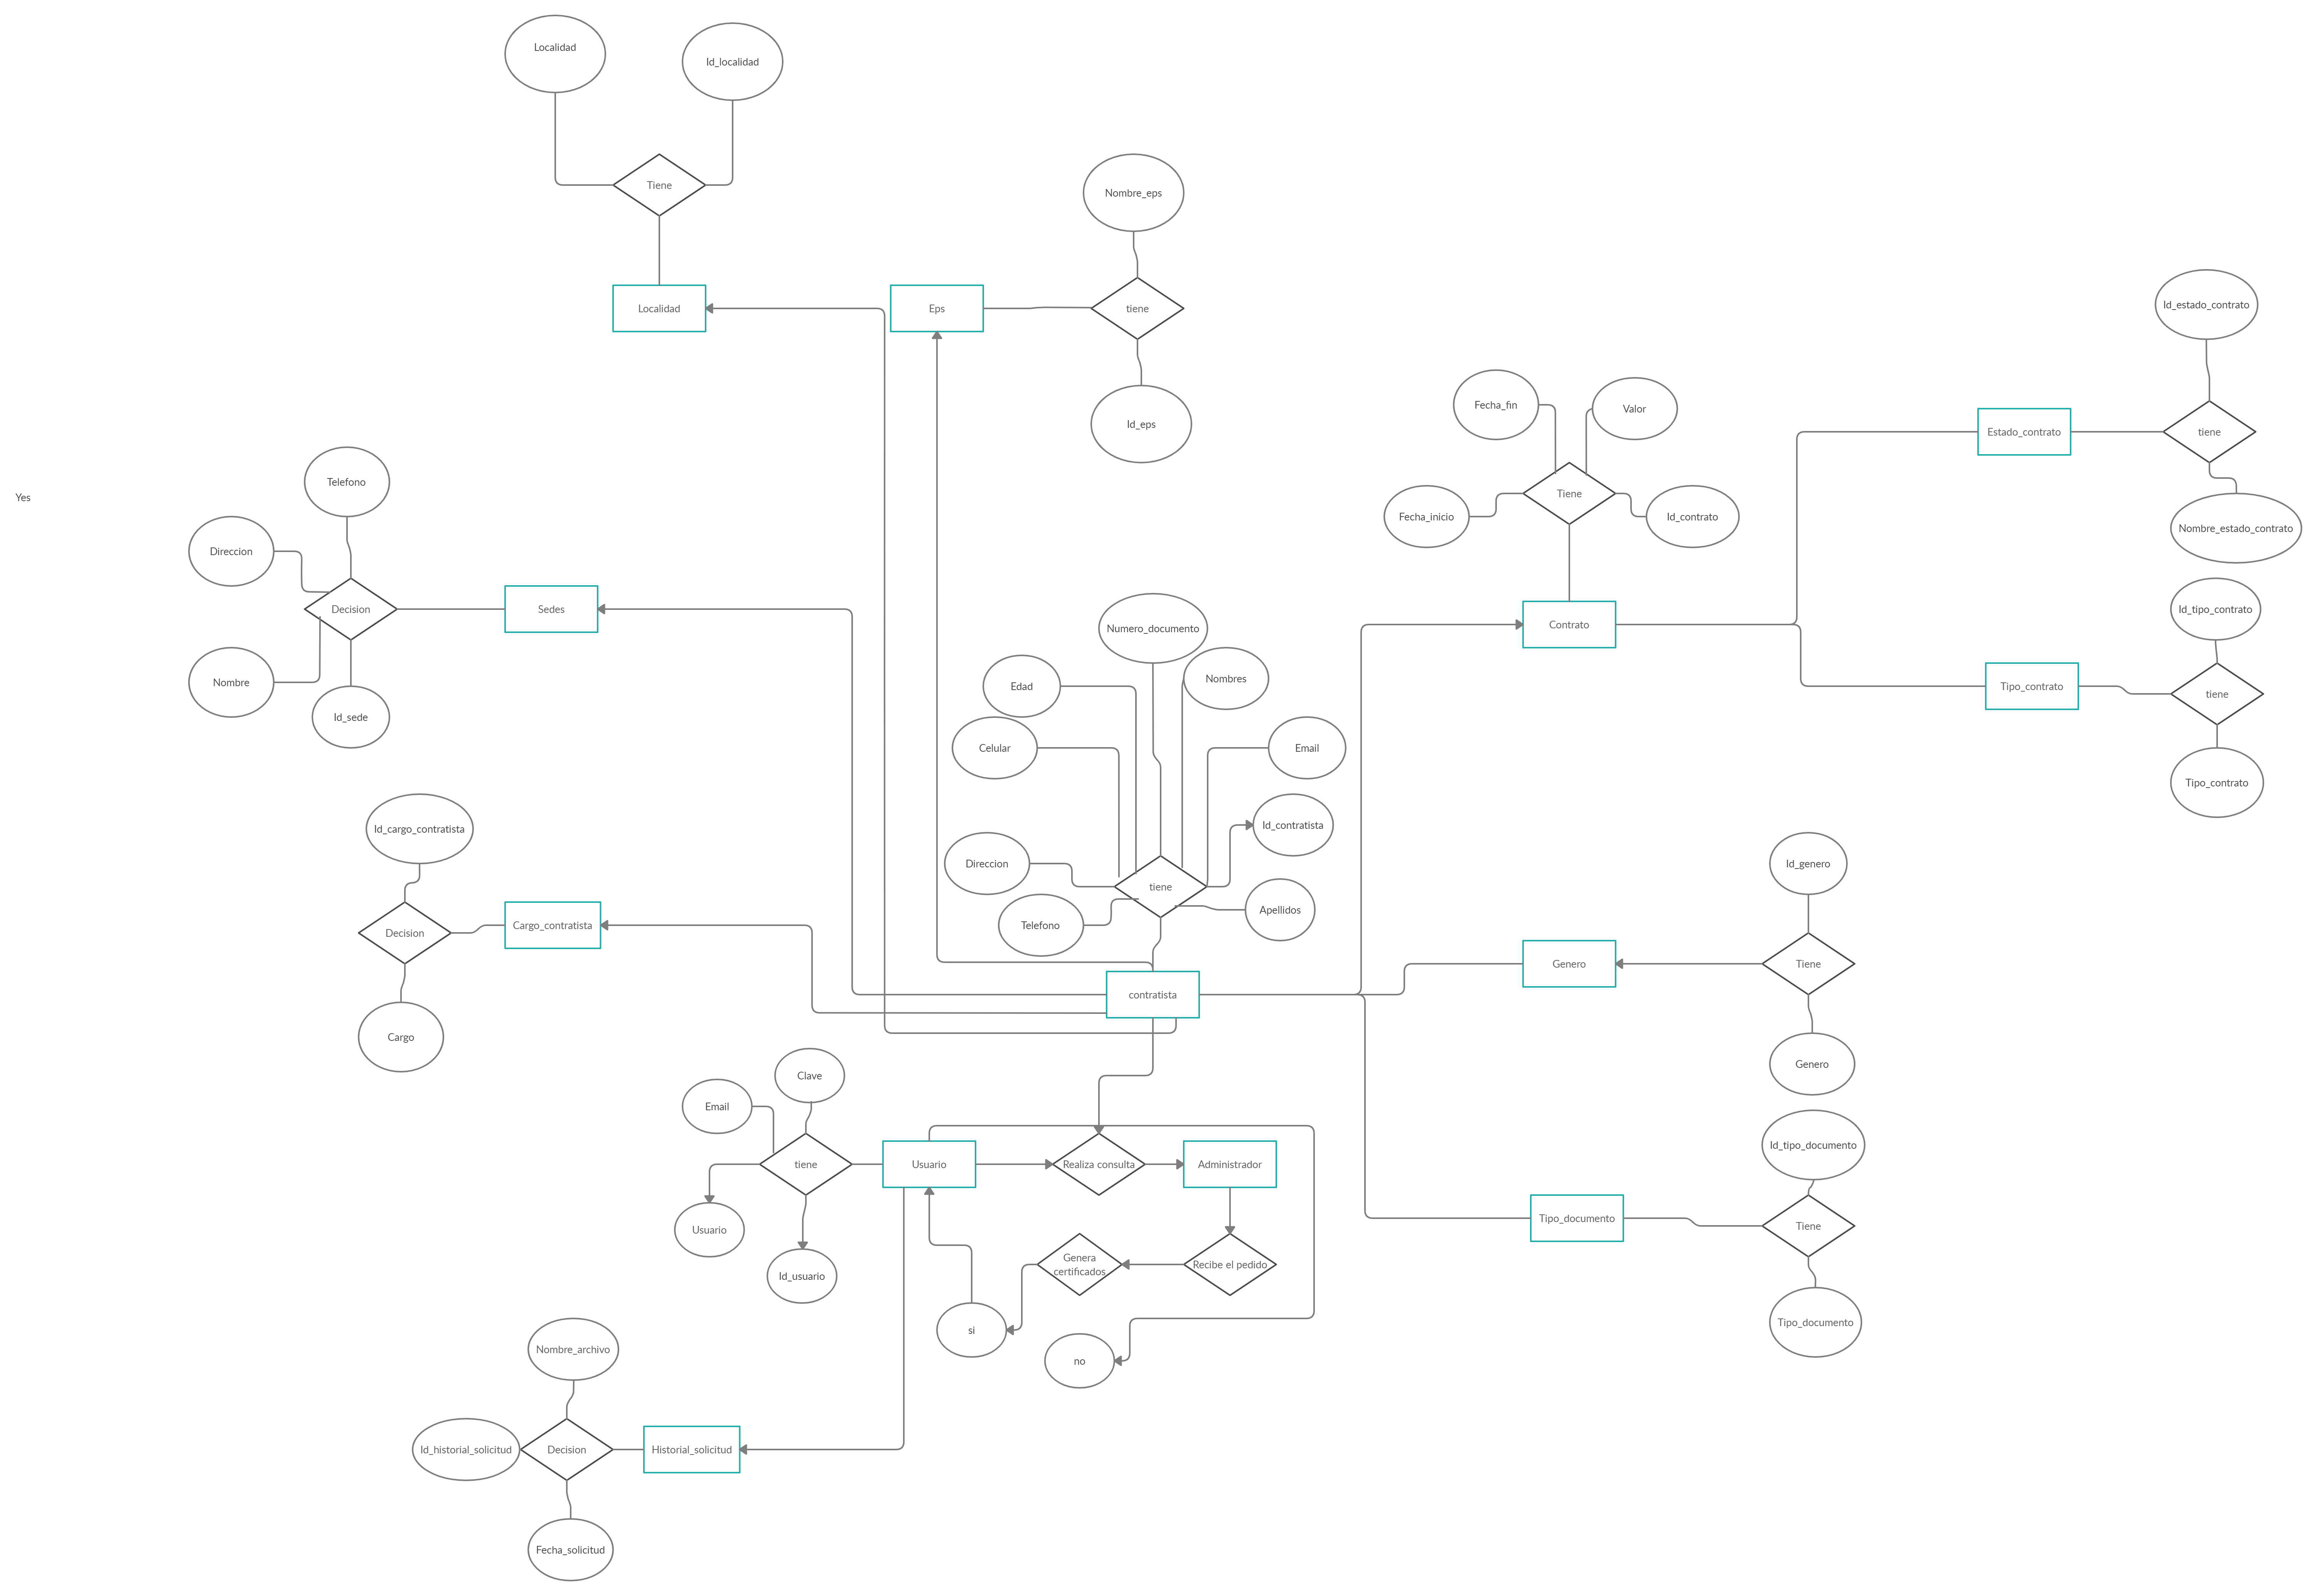 Localidad
Id_localidad
Tiene
Nombre_eps
Localidad
Eps
tiene
Id_estado_contrato
Id_eps
Fecha_fin
Valor
Estado_contrato
tiene
Telefono
Yes
Tiene
Fecha_inicio
Id_contrato
Nombre_estado_contrato
Direccion
Decision
Sedes
Numero_documento
Contrato
Id_tipo_contrato
Nombre
Id_sede
Edad
Nombres
Tipo_contrato
tiene
Celular
Email
Tipo_contrato
Id_cargo_contratista
Id_contratista
Direccion
Id_genero
tiene
Telefono
Apellidos
Decision
Cargo_contratista
Genero
Tiene
contratista
Cargo
Genero
Clave
Email
Id_tipo_documento
tiene
Usuario
Realiza consulta
Administrador
Usuario
Tipo_documento
Tiene
Id_usuario
Genera
certificados
Recibe el pedido
si
no
Tipo_documento
Nombre_archivo
Id_historial_solicitud
Decision
Historial_solicitud
Fecha_solicitud